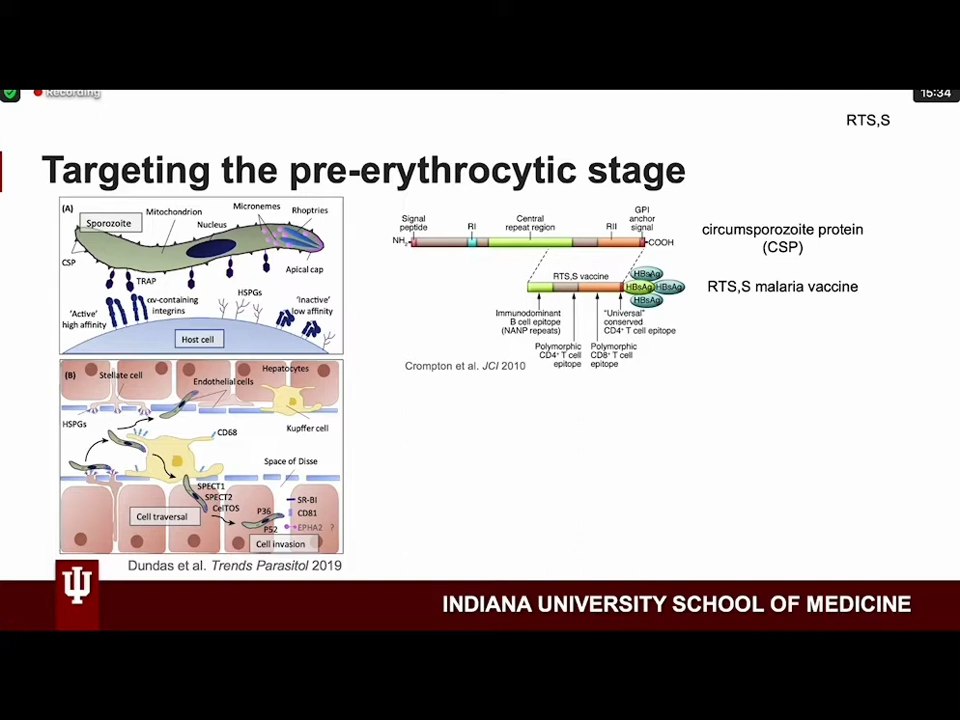 Recording
15:34
RTS,S
Targeting the pre-erythrocytic stage
(A)
Sporozoite
Mitochondrion
Micronemes
Rhoptries
Nucleus
CSP
TRAP
Apical cap
'Active'
high affinity
αv-containing
integrins
HSPGs
'Inactive'
low affinity
Host cell
(B)
Stellate cell
Hepatocytes
Endothelial cells
HSPGs
Kupffer cell
CD68
Space of Disse
SPECT1
SPECT2
CelTOS
Cell traversal
P36
P52
SR-BI
CD81
EPHA2 ?
Cell invasion
Dundas et al. Trends Parasitol 2019
Signal
peptide
RI
Central
repeat region
RII
GPI
anchor
signal
NH2
COOH
circumsporozoite protein
(CSP)
RTS,S vaccine
HBsAg
HBsAg HBsAg
HBsAg
RTS,S malaria vaccine
Immunodominant
B cell epitope
(NANP repeats)
"Universal"
conserved
CD4+ T cell epitope
Polymorphic
CD4+ T cell
epitope
Polymorphic
CD8+ T cell
epitope
Crompton et al. JCI 2010
INDIANA UNIVERSITY SCHOOL OF MEDICINE